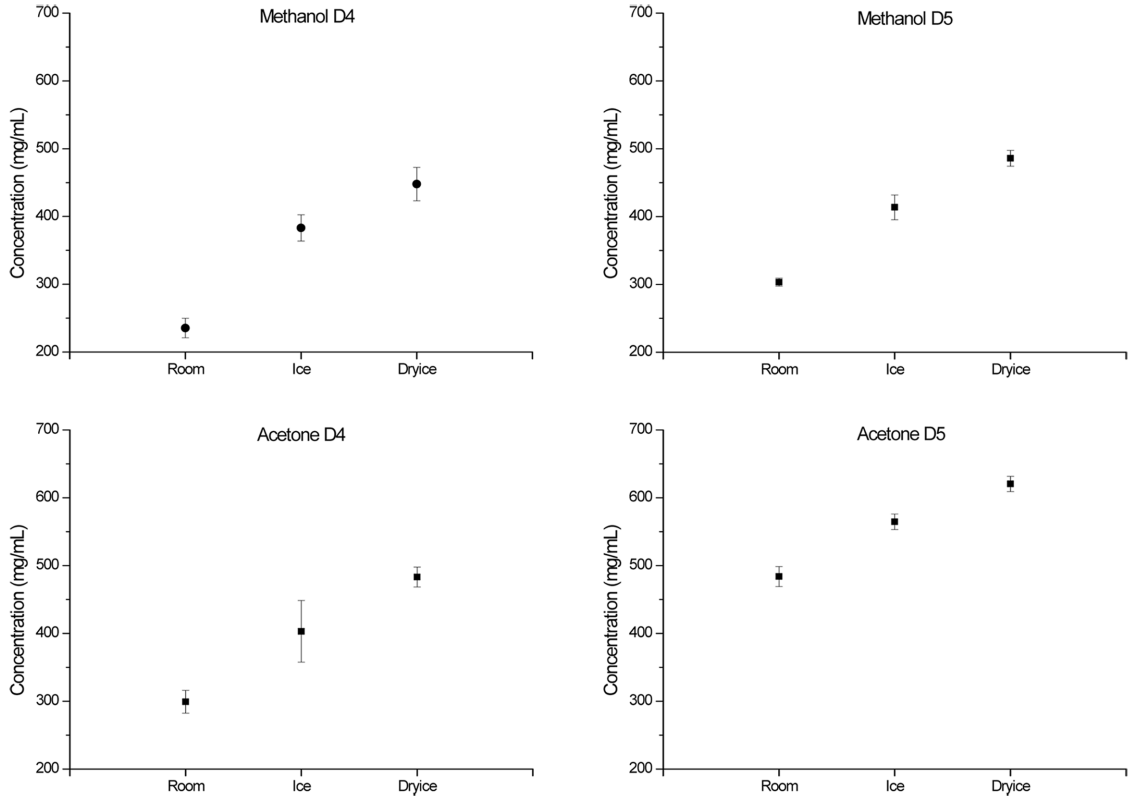 Methanol D4
700
600
500
400
300
200
Concentration (mg/mL)
Room Ice Dryice
Methanol D5
700
600
500
400
300
200
Concentration (mg/mL)
Room Ice Dryice
Acetone D4
700
600
500
400
300
200
Concentration (mg/mL)
Room Ice Dryice
Acetone D5
700
600
500
400
300
200
Concentration (mg/mL)
Room Ice Dryice